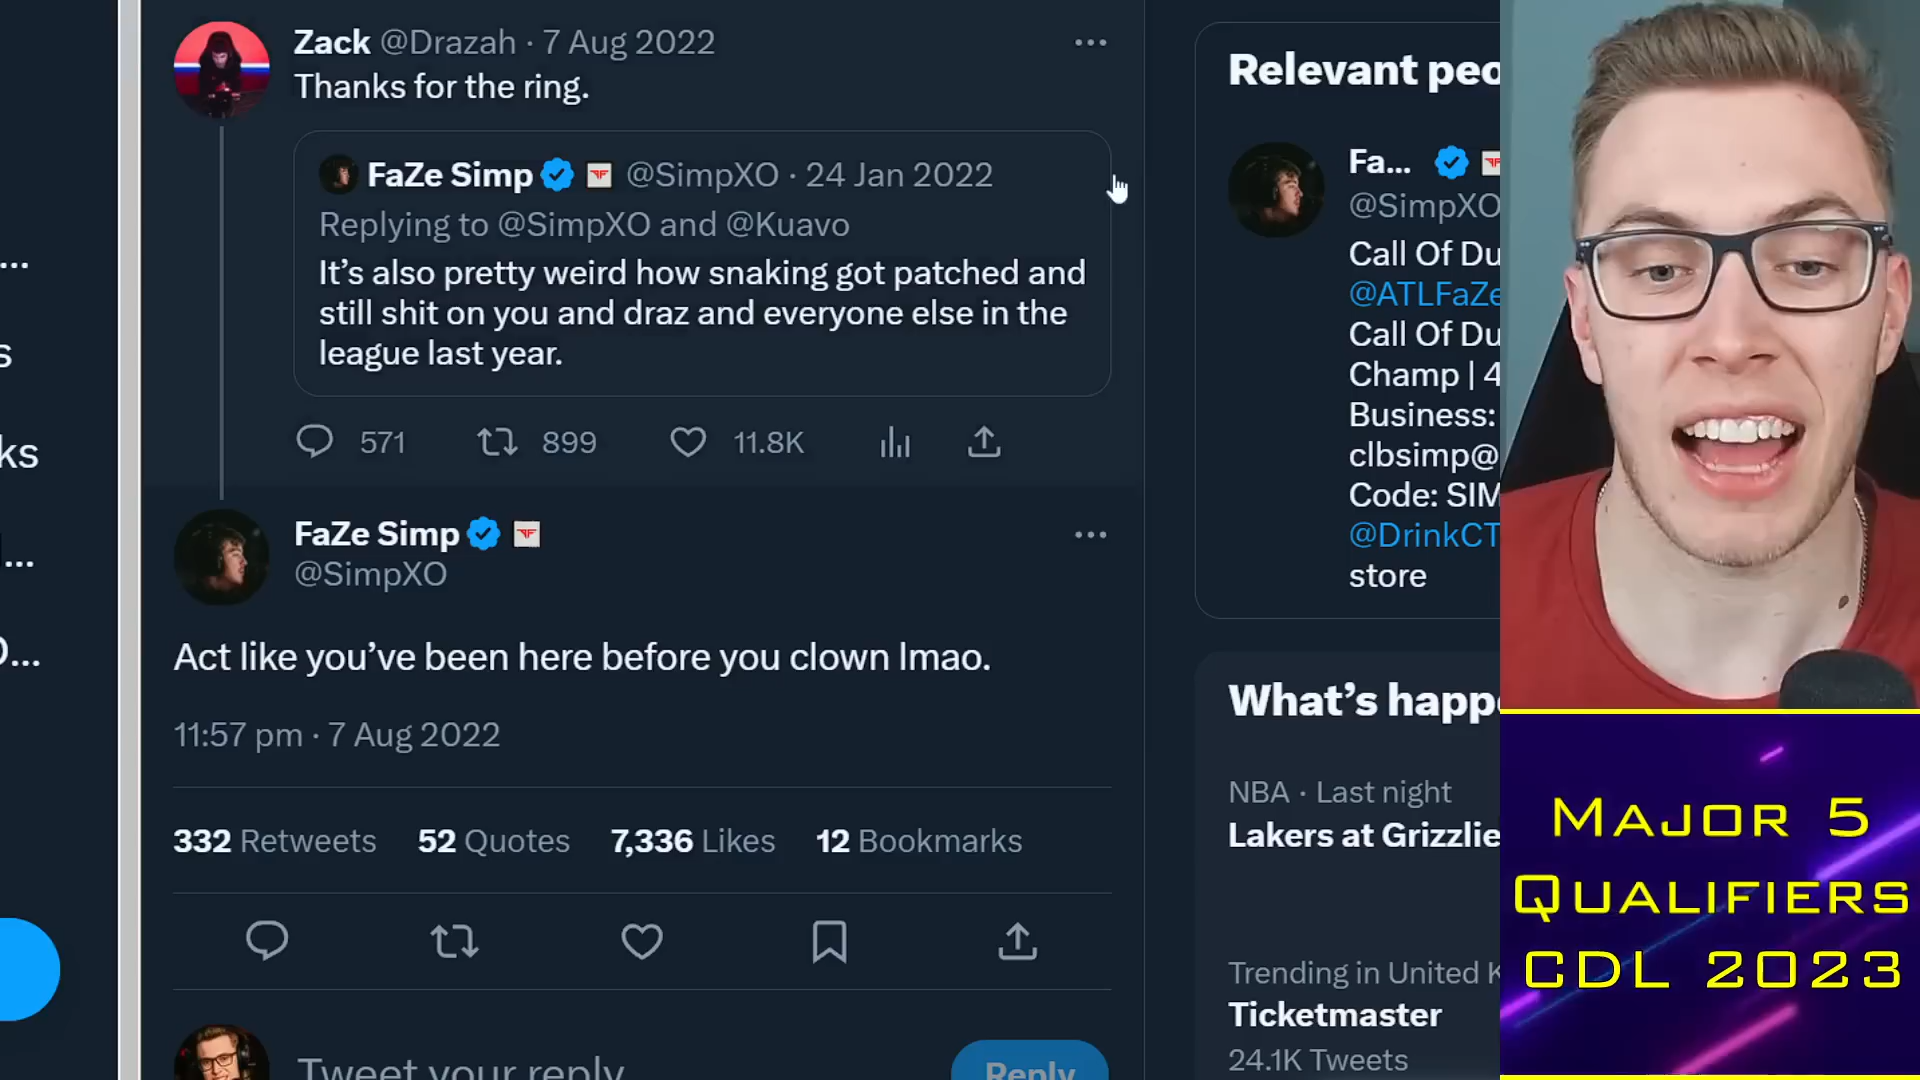 Zack @Drazah · 7 Aug 2022
Thanks for the ring.
FaZe Simp @SimpXO · 24 Jan 2022
Replying to @SimpXO and @Kuavo
It’s also pretty weird how snaking got patched and
still shit on you and draz and everyone else in the
league last year.
571 899 11.8K
FaZe Simp
@SimpXO
Act like you’ve been here before you clown lmao.
11:57 pm · 7 Aug 2022
332 Retweets 52 Quotes 7,336 Likes 12 Bookmarks
Tweet your reply
Reply
Relevant peo
Fa...
@SimpXO
Call Of Du
@ATLFaZe
Call Of Du
Champ | 4
Business:
clbsimp@
Code: SIM
@DrinkCT
store
What’s happe
NBA · Last night
Lakers at Grizzlie
Trending in United K
Ticketmaster
24.1K Tweets
MAJOR 5
QUALIFIERS
CDL 2023